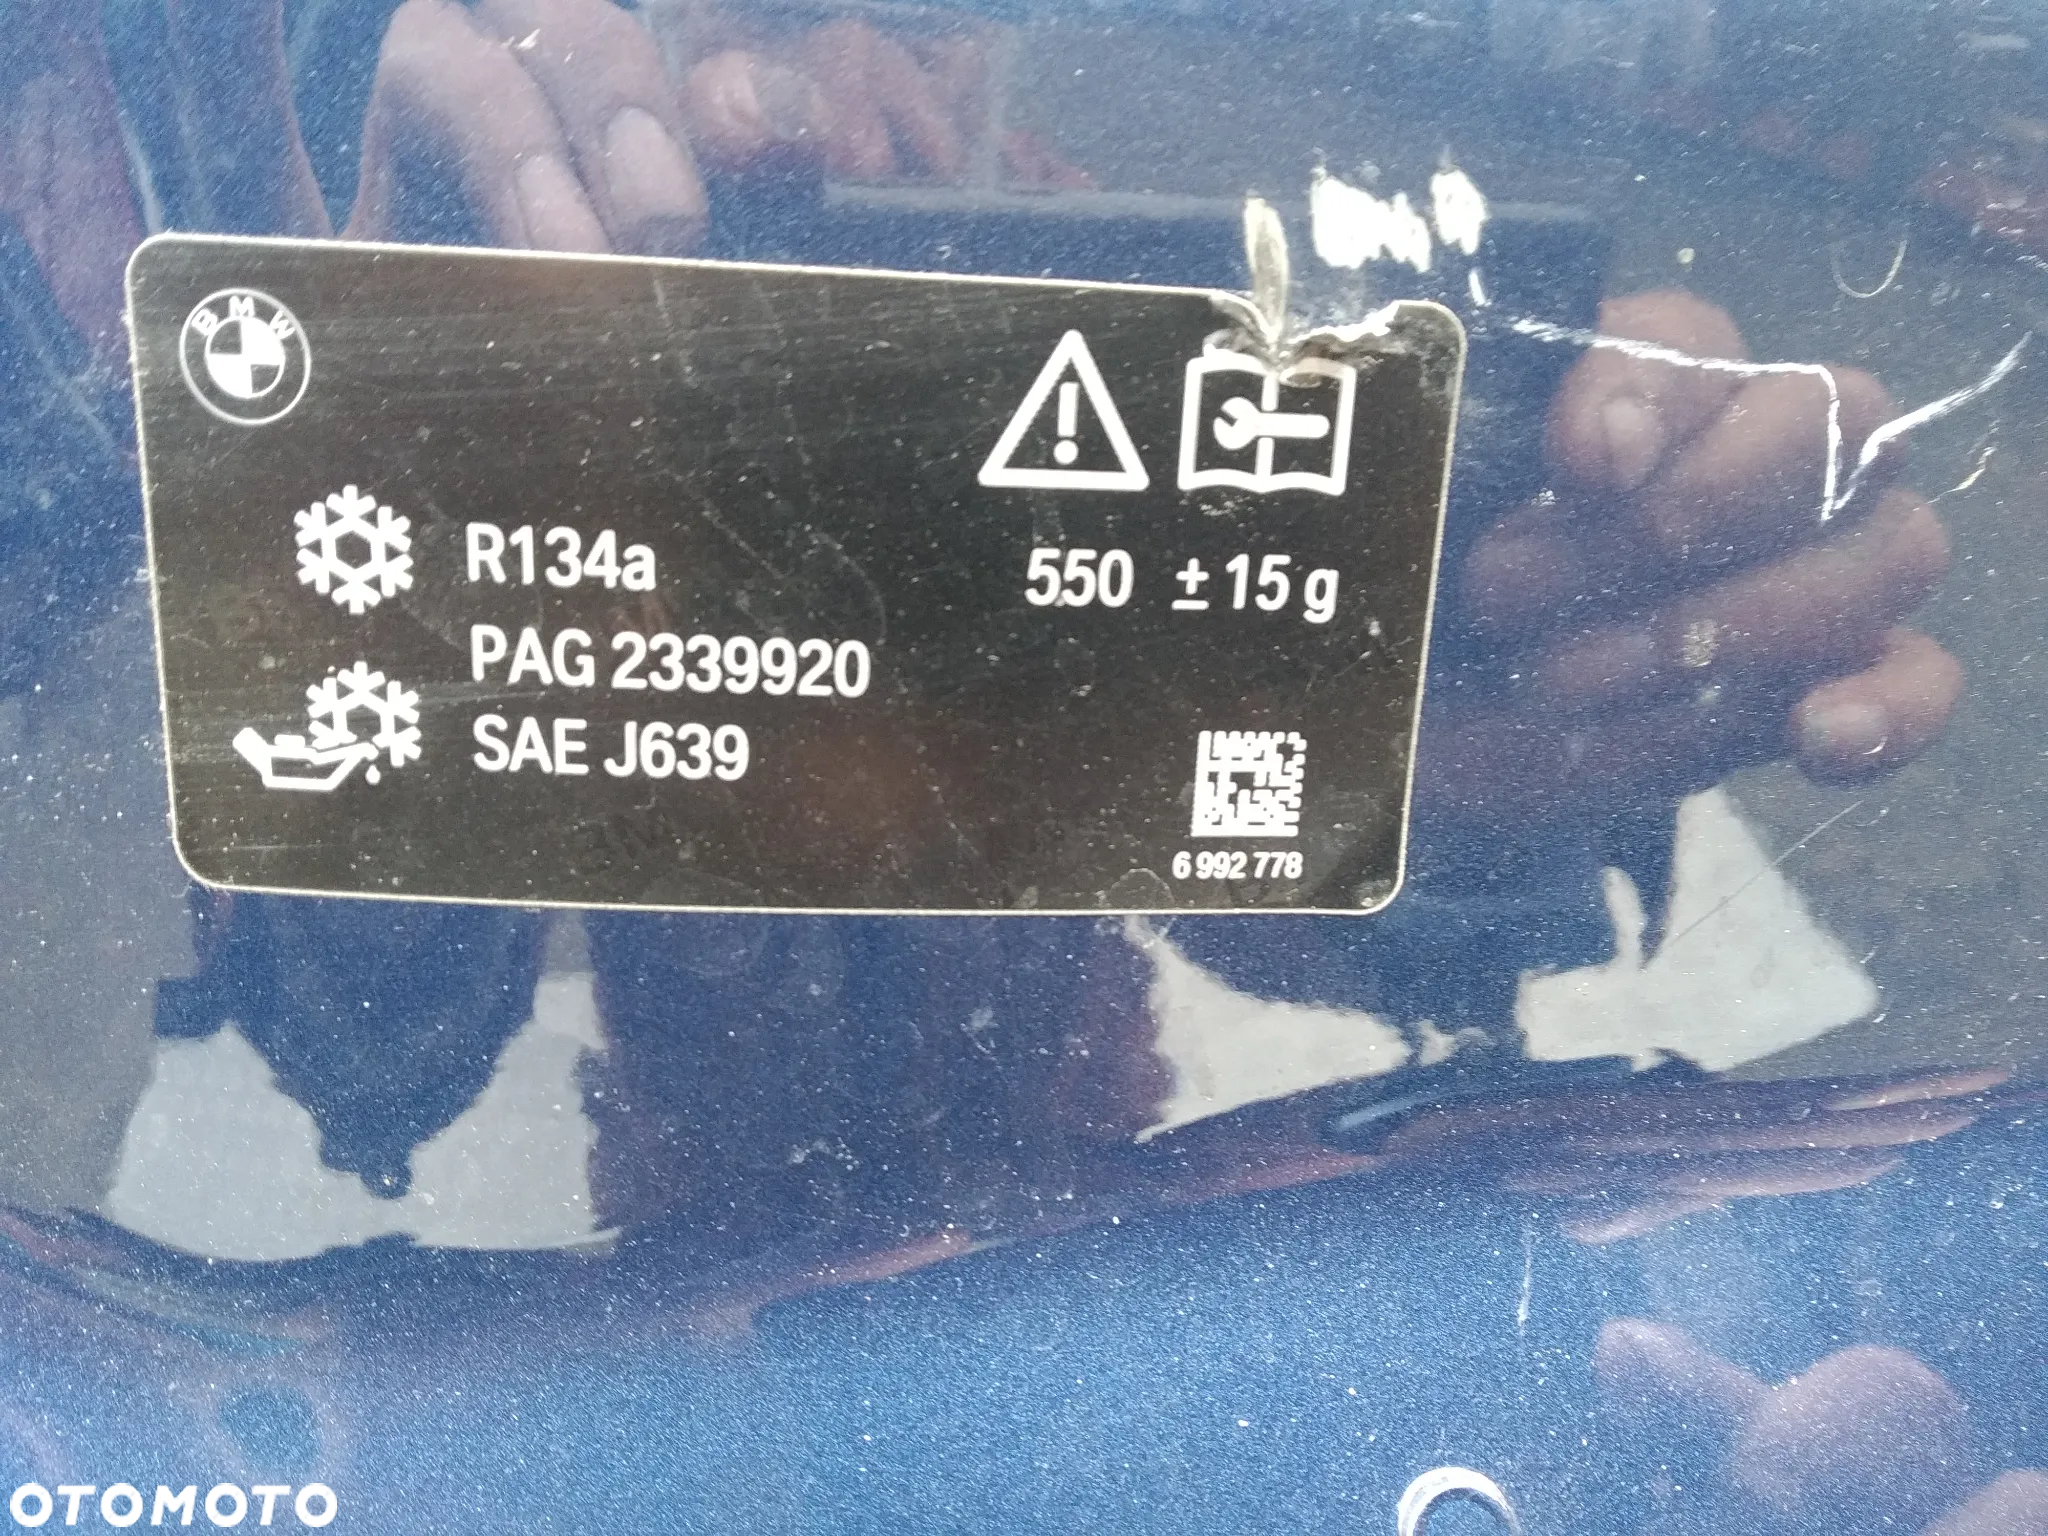 BMW
R134a 550 ± 15 g
PAG 2339920
SAE J639
6 992 778
OTOMOTO